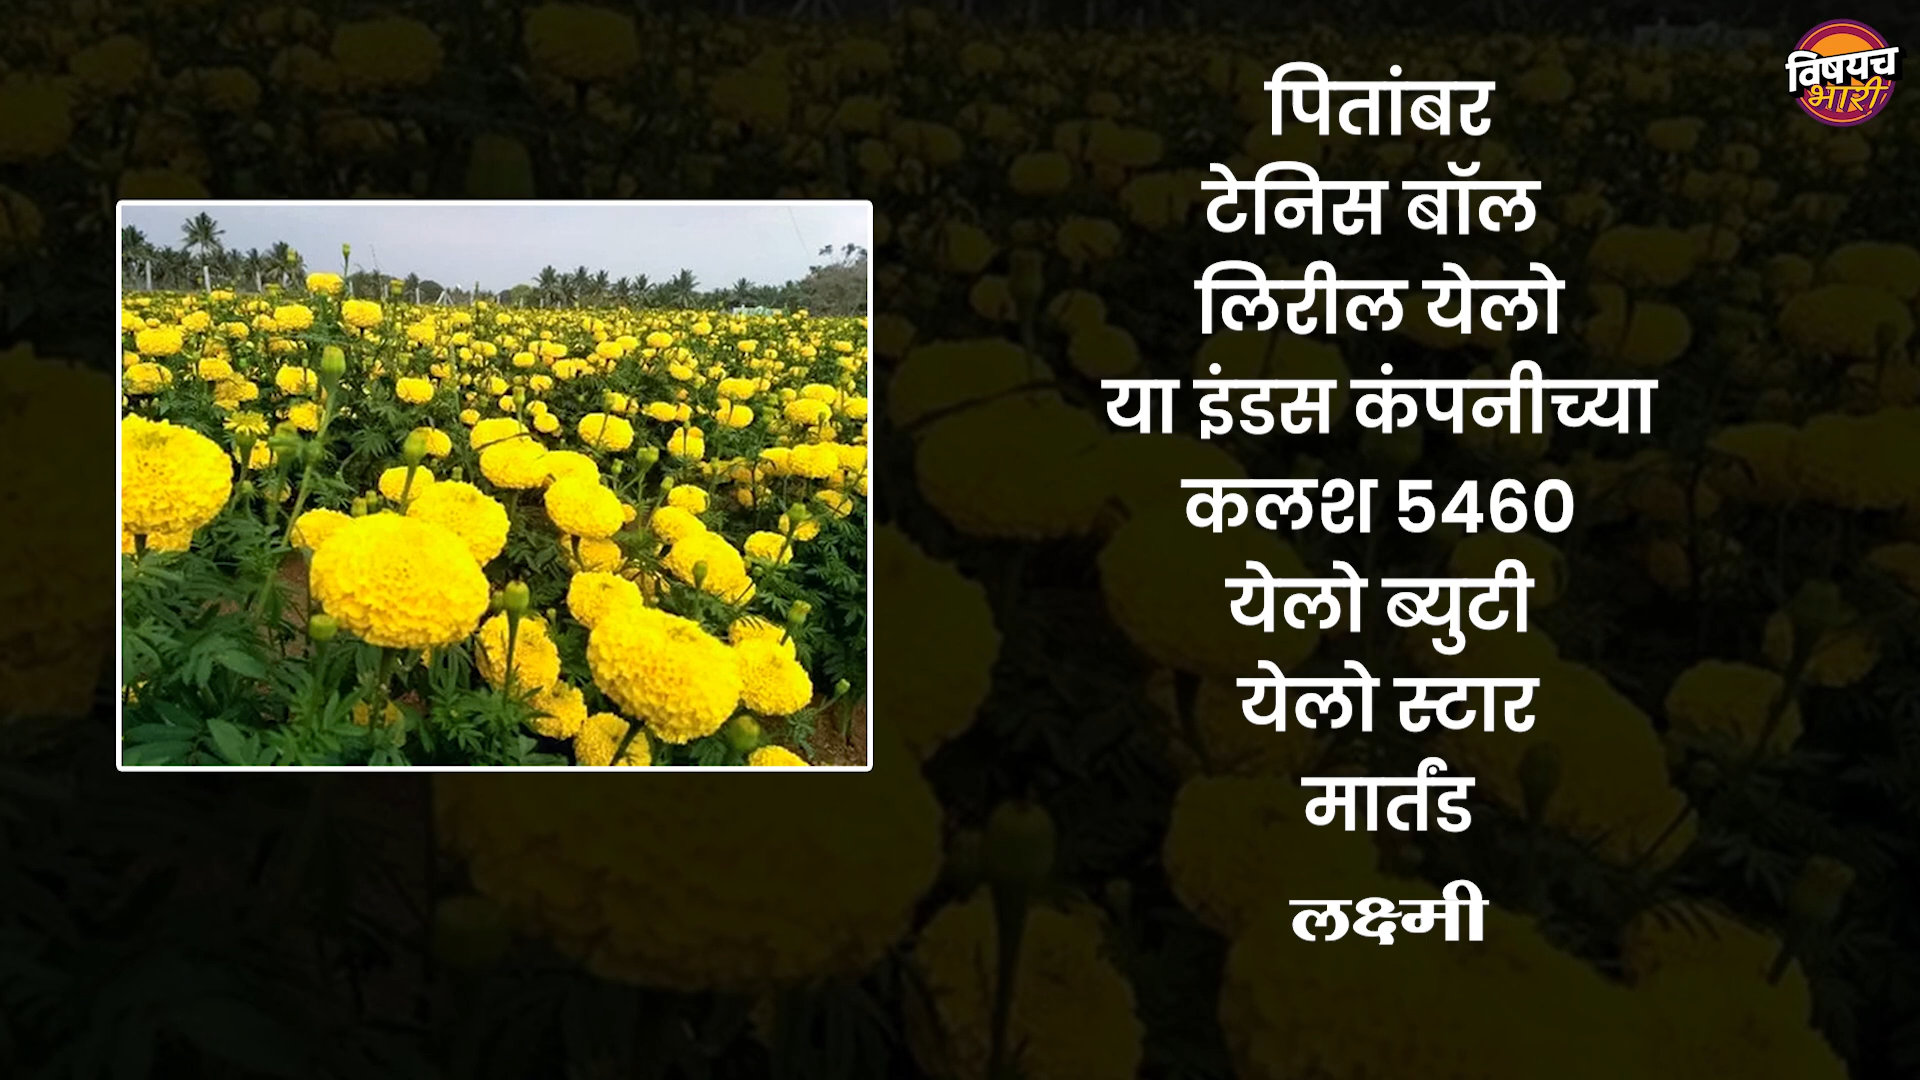 विषयच
भारी
पितांबर
टेनिस बॉल
लिरील येलो
या इंडस कंपनीच्या
कलश 5460
येलो ब्युटी
येलो स्टार
मार्तंड
लक्ष्मी